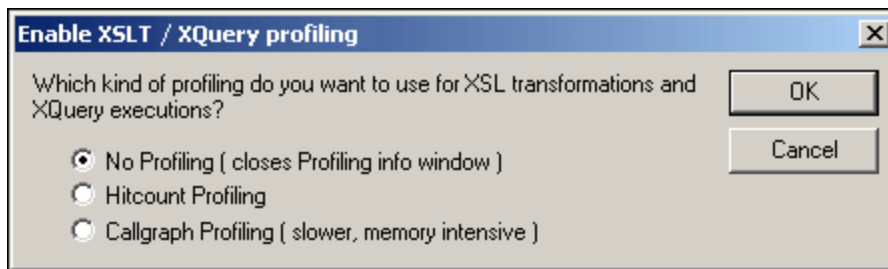 Enable XSLT / XQuery profiling
Which kind of profiling do you want to use for XSL transformations and
XQuery executions?
OK
Cancel
No Profiling ( closes Profiling info window )
Hitcount Profiling
Callgraph Profiling ( slower, memory intensive )